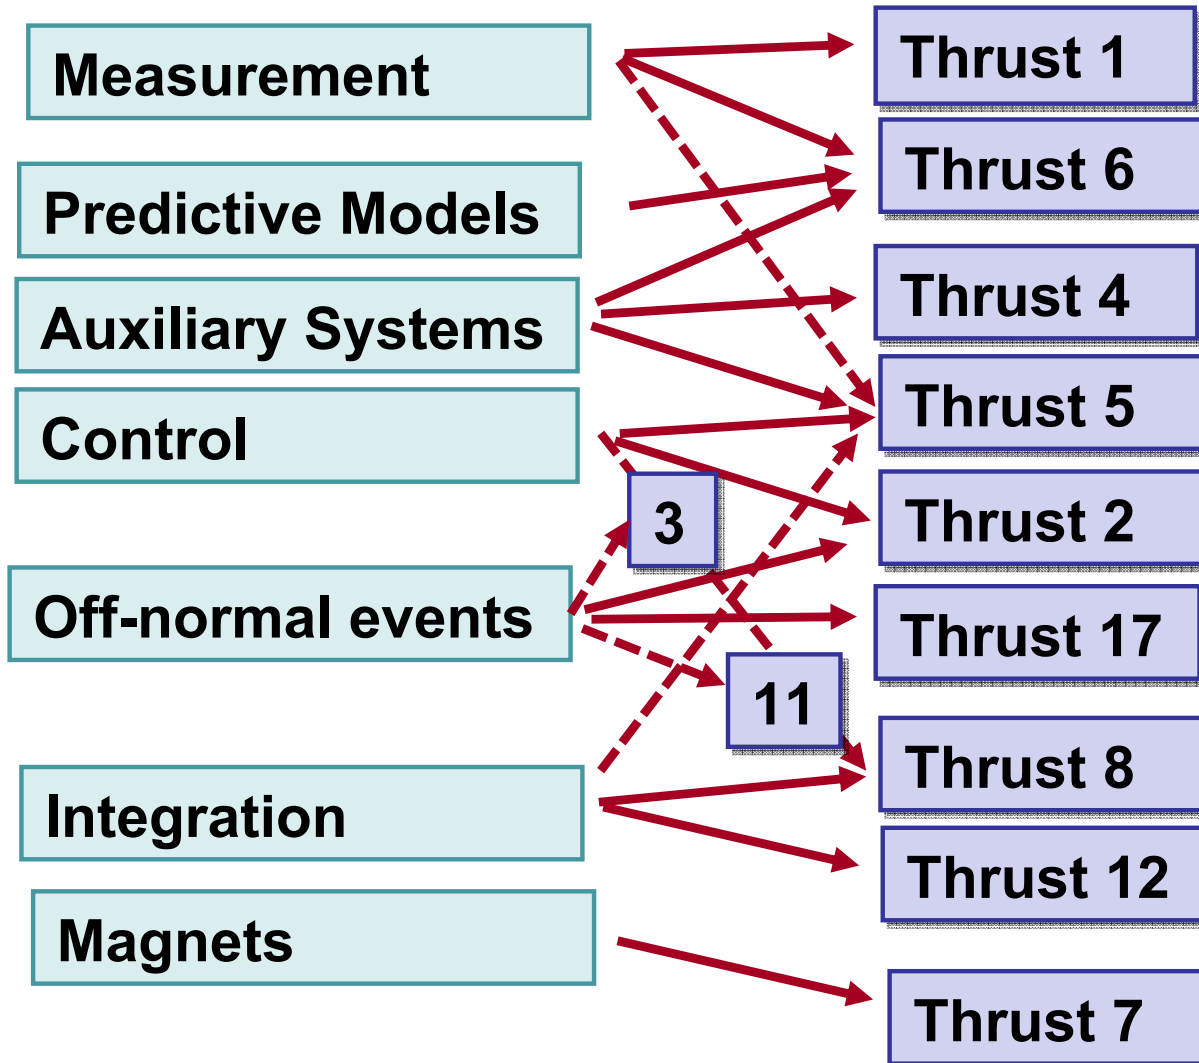 Measurement
Predictive Models
Auxiliary Systems
Control
Off-normal events
Integration
Magnets
3
11
Thrust 1
Thrust 6
Thrust 4
Thrust 5
Thrust 2
Thrust 17
Thrust 8
Thrust 12
Thrust 7